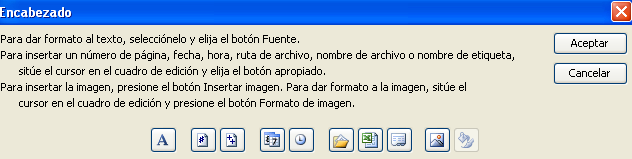 Encabezado
Para dar formato al texto, selecciónelo y elija el botón Fuente.
Para insertar un número de página, fecha, hora, ruta de archivo, nombre de archivo o nombre de etiqueta,
sitúe el cursor en el cuadro de edición y elija el botón apropiado.
Para insertar la imagen, presione el botón Insertar imagen. Para dar formato a la imagen, sitúe el
cursor en el cuadro de edición y presione el botón Formato de imagen.
Aceptar
Cancelar
A